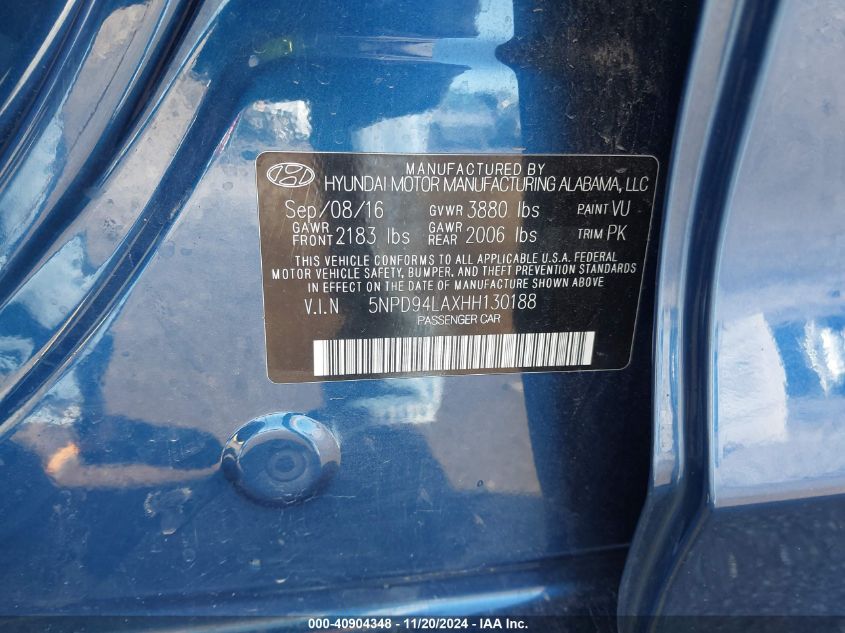 MANUFACTURED BY
HYUNDAI MOTOR MANUFACTURING ALABAMA, LLC
Sep/08/16 GVWR 3880 lbs PAINT VU
GAWR FRONT 2183 lbs GAWR REAR 2006 lbs TRIM PK
THIS VEHICLE CONFORMS TO ALL APPLICABLE U.S.A. FEDERAL
MOTOR VEHICLE SAFETY, BUMPER, AND THEFT PREVENTION STANDARDS
IN EFFECT ON THE DATE OF MANUFACTURE SHOWN ABOVE.
V.I.N 5NPD94LAXHH130188
PASSENGER CAR
000-40904348 - 11/20/2024 - IAA Inc.